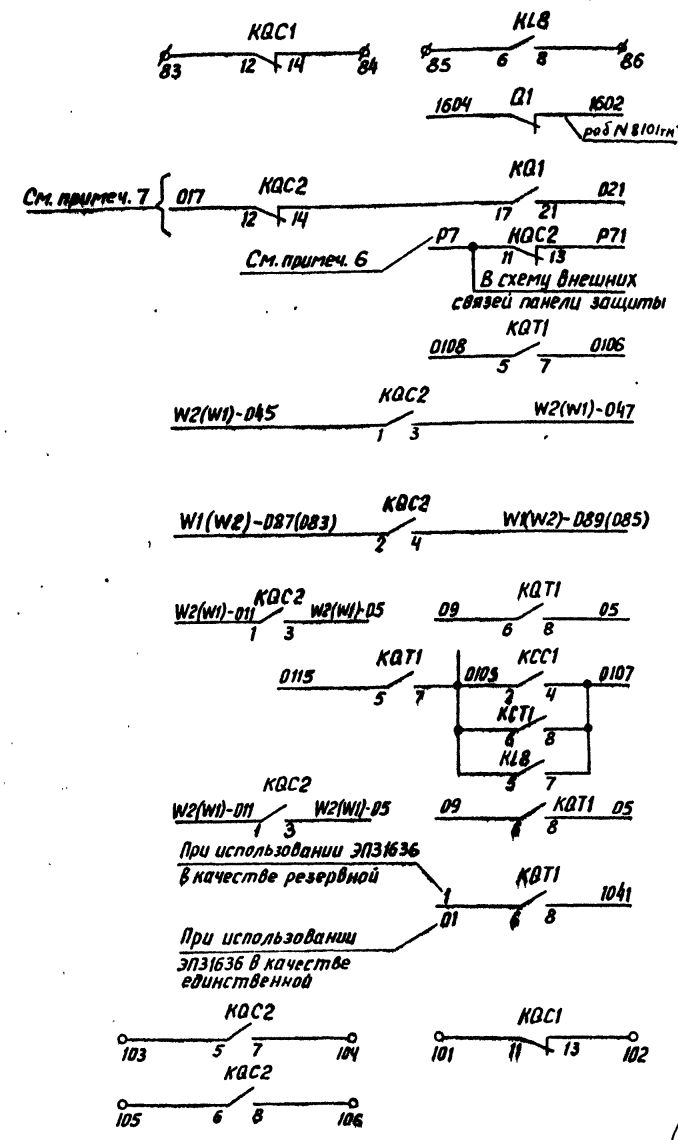 KQC1
83 12 14 84
KL8
85 6 8 86
1604 Q1 1602
раб N 8101тм
См. примеч. 7
017 KQC2 KQ1 021
12 14 17 21
См. примеч. 6
P7 KQC2 P71
11 13
В схему внешних
связей панели защиты
KQT1
0108 0106
5 7
KQC2
W2(W1)-045 W2(W1)-047
1 3
KQC2
W1(W2)-087(083) W1(W2)-089(085)
2 4
KQC2
W2(W1)-011 W2(W1)-05
1 3
KQT1
09 05
6 8
KQT1 KCC1
0115 0105 0107
5 7 2 4
KCT1
6 8
KL8
5 7
KQC2
W2(W1)-011 W2(W1)-05
1 3
09 KQT1 05
6 8
При использовании ЭПЗ1636
в качестве резервной
KQT1
1 1041
01 6 8
При использовании
ЭПЗ1636 в качестве
единственной
KQC2
103 5 7 104
KQC1
101 11 13 102
KQC2
105 6 8 106